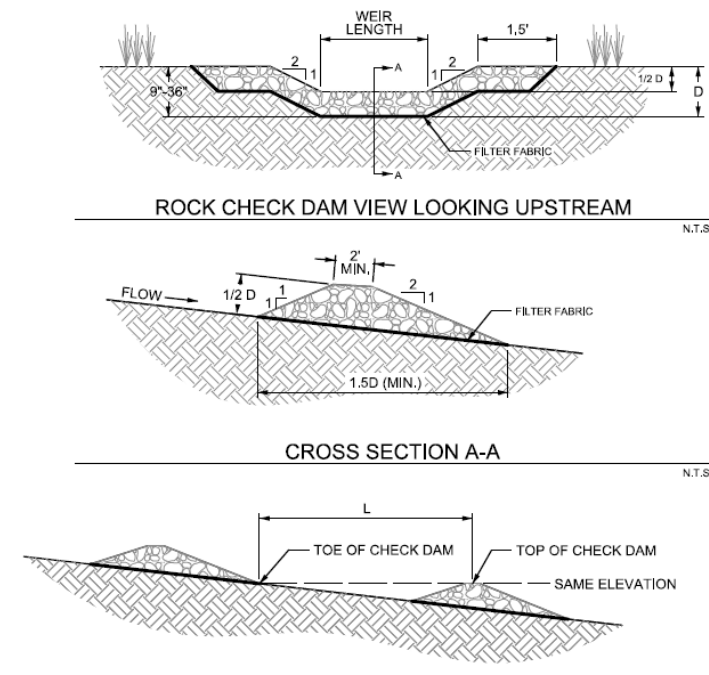 WEIR
LENGTH
1.5'
2
1
A
2
1
9"-36"
1/2 D
D
A
FILTER FABRIC
ROCK CHECK DAM VIEW LOOKING UPSTREAM
N.T.S
2'
MIN.
FLOW
1/2 D
1
1
2
1
FILTER FABRIC
1.5D (MIN.)
CROSS SECTION A-A
N.T.S
L
TOE OF CHECK DAM
TOP OF CHECK DAM
SAME ELEVATION